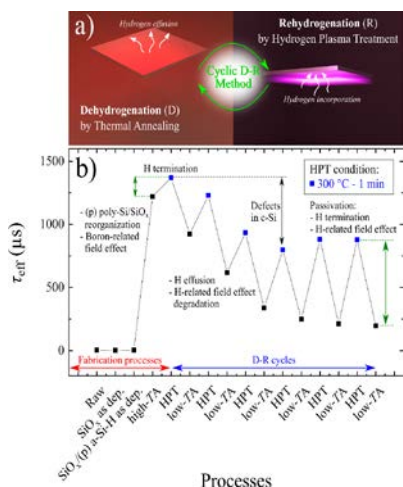 a)
Hydrogen effusion
Rehydrogenation (R)
by Hydrogen Plasma Treatment
Cyclic D-R
Method
Dehydrogenation (D)
by Thermal Annealing
Hydrogen incorporation
b)
H termination
HPT condition:
300 °C - 1 min
- (p) poly-Si/SiOx
reorganization
- Boron-related
field effect
Defects
in c-Si
Passivation:
- H termination
- H-related field effect
- H effusion
- H-related field effect
degradation
Fabrication processes
D-R cycles
τeff (μs)
1500
1000
500
0
Raw
SiOx as dep.
SiOx/(p) a-Si-H as dep.
high-TA
HPT
low-TA
HPT
low-TA
HPT
low-TA
HPT
low-TA
HPT
low-TA
HPT
low-TA
Processes